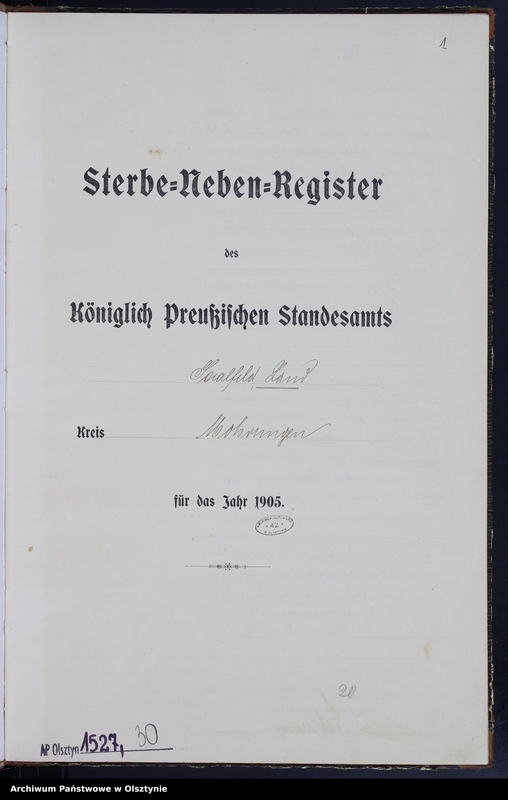 1
Sterbe=Neben=Register
des
Königlich Preußischen Standesamts
Saalfeld Land
Kreis Mohrungen
für das Jahr 1905.
42
20
AP Olsztyn 1527, 30
Archiwum Państwowe w Olsztynie